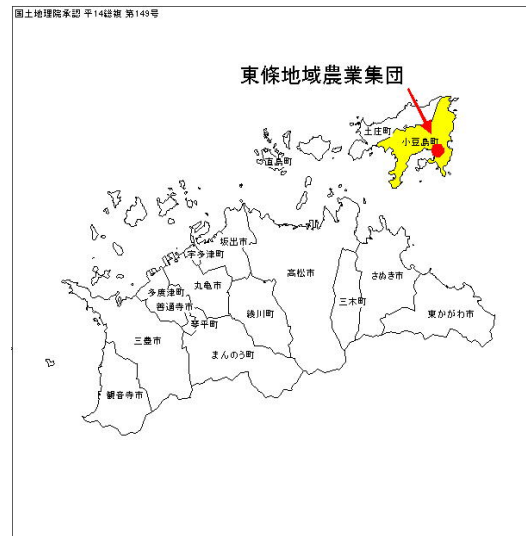 国土地理院承認 平14総複 第149号
東條地域農業集団
土庄町
小豆島町
直島町
坂出市
宇多津町
高松市
さぬき市
丸亀市
多度津町
善通寺市
綾川町
三木町
東かがわ市
琴平町
三豊市
まんのう町
観音寺市